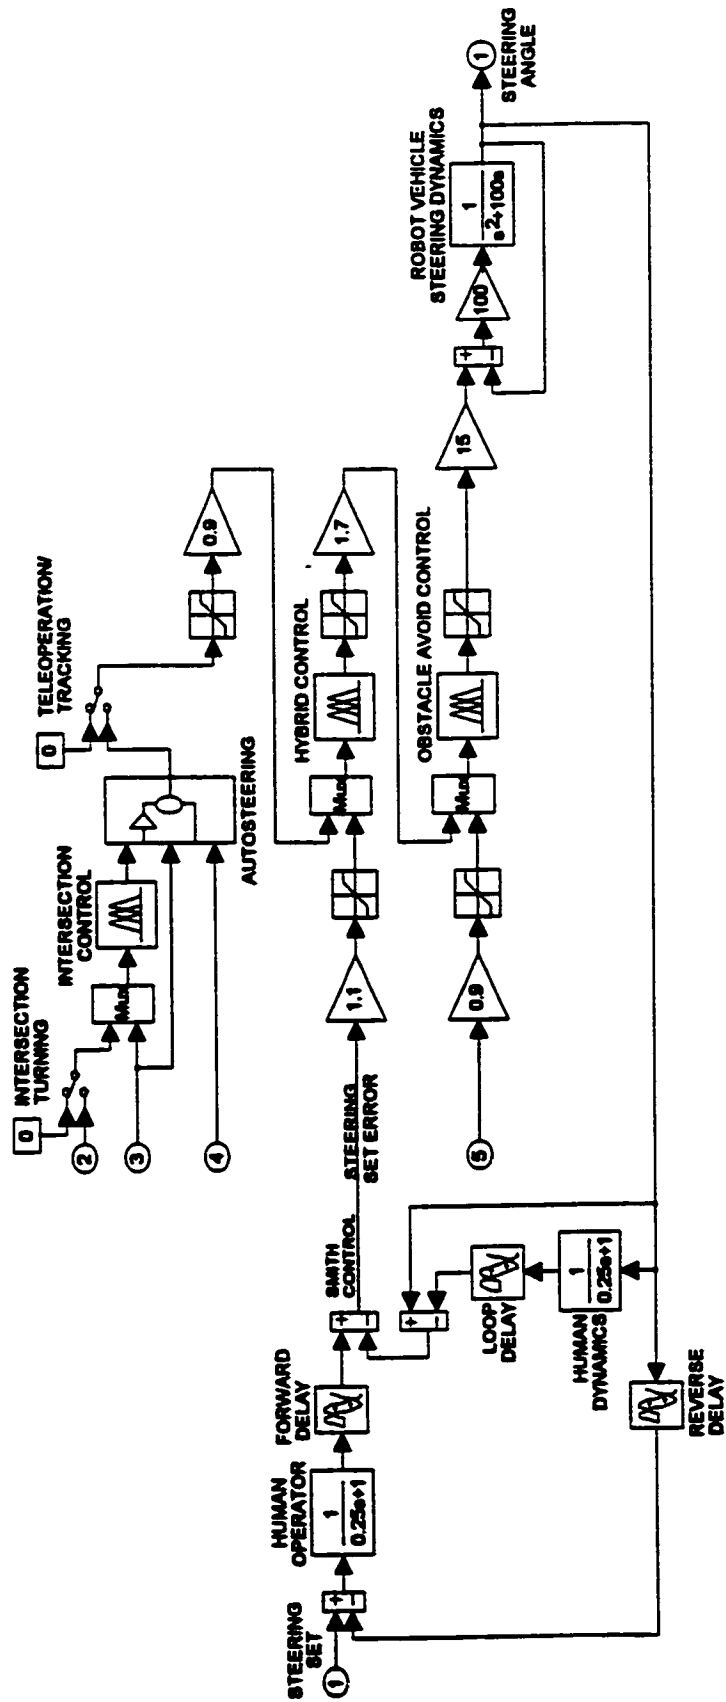 0
INTERSECTION
TURNING
2
3
4
Mux
INTERSECTION
CONTROL
AUTOSTEERING
0
TELEOPERATION/
TRACKING
0.9
STEERING
SET
1
+
-
HUMAN
OPERATOR
1
0.25s+1
FORWARD
DELAY
SMITH
CONTROL
+
-
STEERING
SET ERROR
1.1
Mux
HYBRID CONTROL
1.7
+
-
LOOP
DELAY
HUMAN
DYNAMICS
1
0.25s+1
REVERSE
DELAY
5
0.9
Mux
OBSTACLE AVOID CONTROL
15
+
-
100
ROBOT VEHICLE
STEERING DYNAMICS
1
s²+100s
1
STEERING
ANGLE